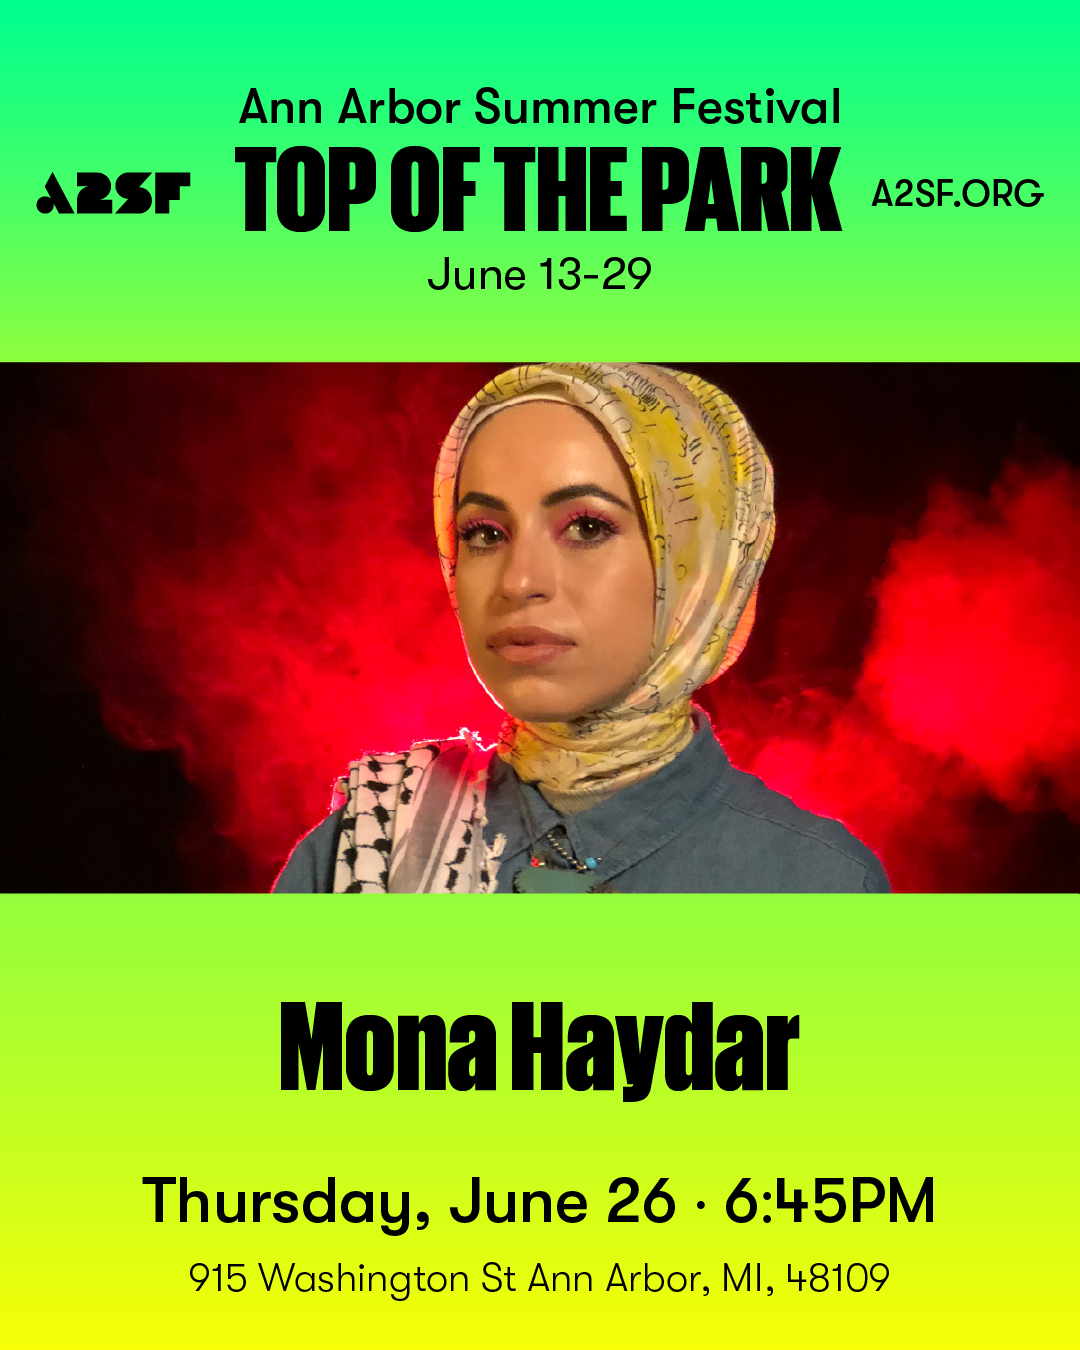 Ann Arbor Summer Festival
A2SF TOP OF THE PARK A2SF.ORG
June 13-29
Mona Haydar
Thursday, June 26 · 6:45PM
915 Washington St Ann Arbor, MI, 48109